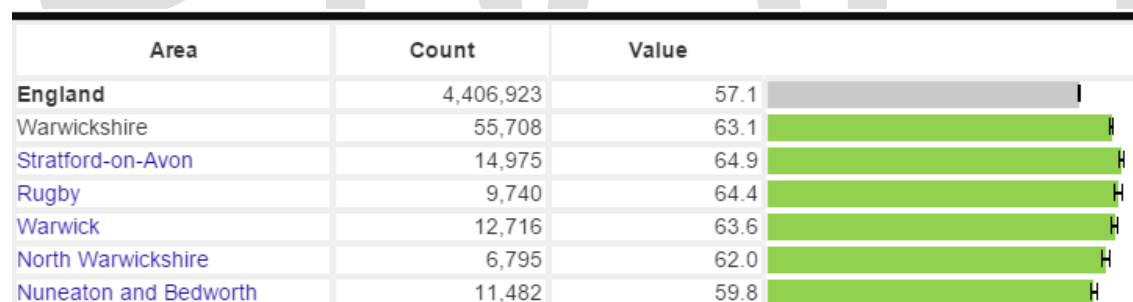 Area Count Value
England 4,406,923 57.1
Warwickshire 55,708 63.1
Stratford-on-Avon 14,975 64.9
Rugby 9,740 64.4
Warwick 12,716 63.6
North Warwickshire 6,795 62.0
Nuneaton and Bedworth 11,482 59.8